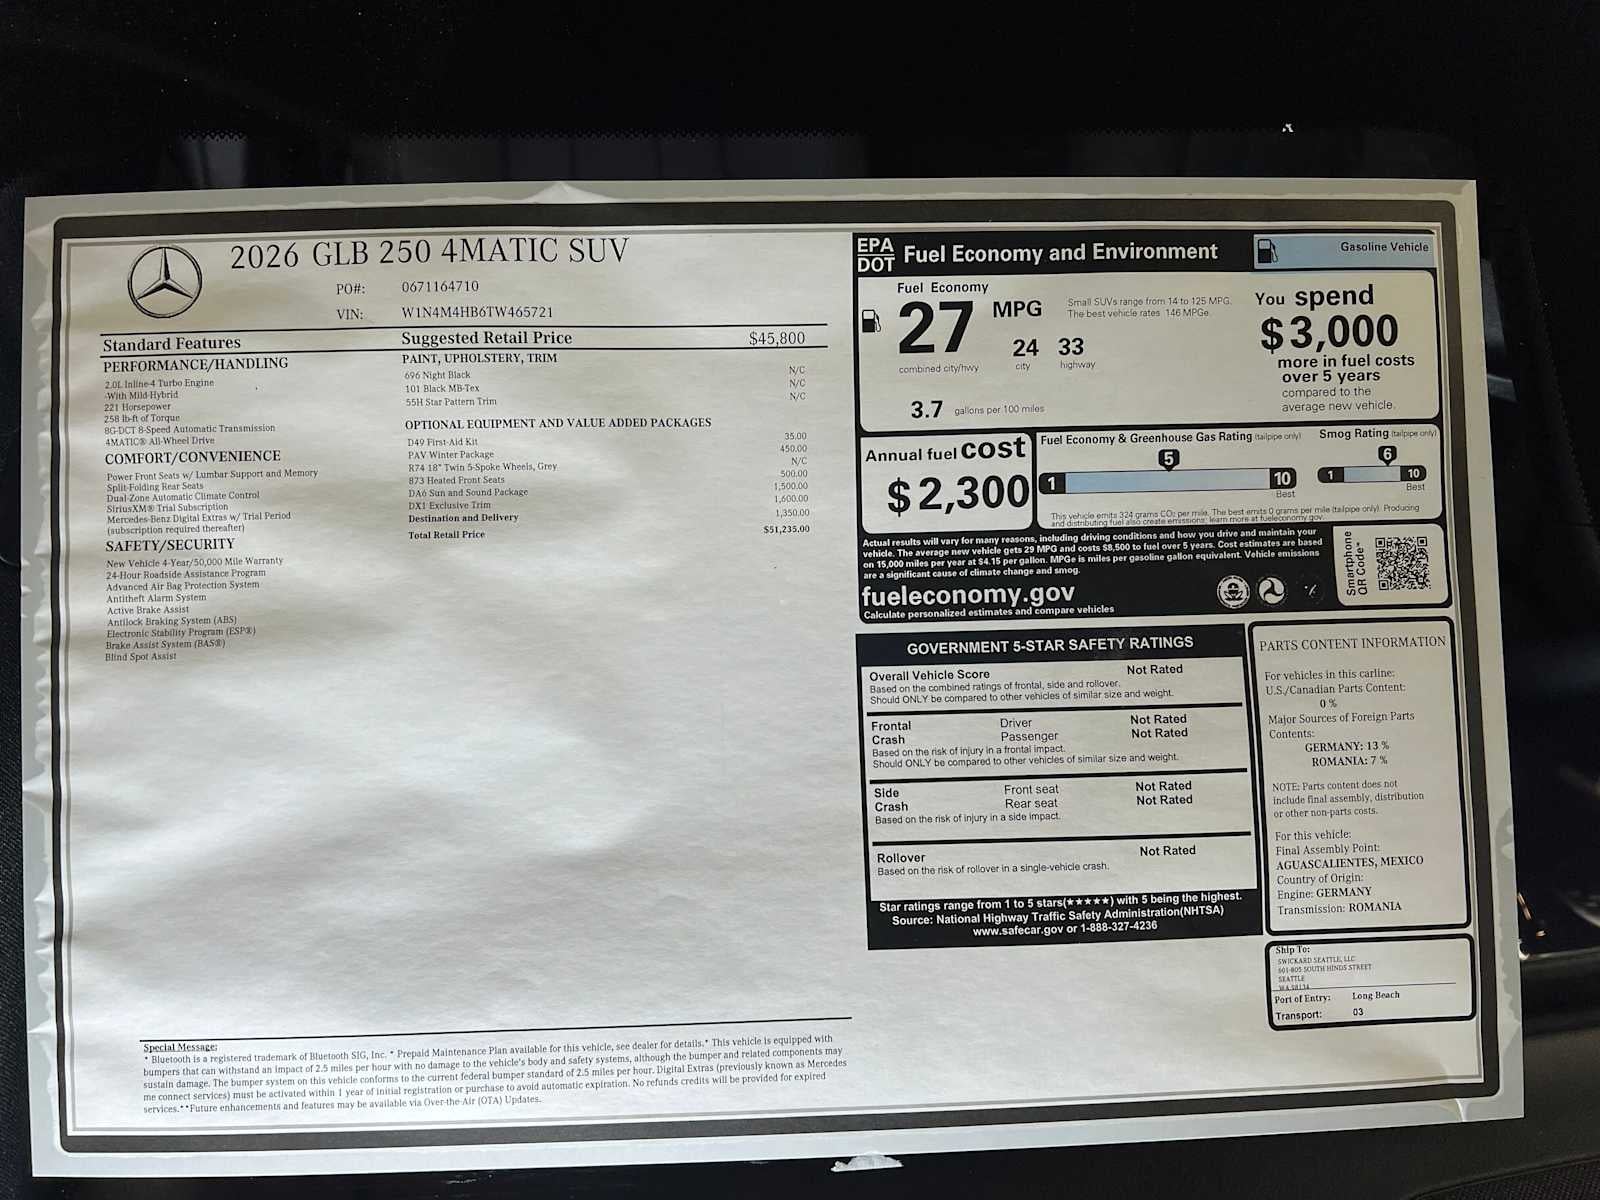 2026 GLB 250 4MATIC SUV
PO#: 0671164710
VIN: W1N4M4HB6TW465721
Standard Features
PERFORMANCE/HANDLING
2.0L Inline-4 Turbo Engine
-With Mild-Hybrid
221 Horsepower
258 lb-ft of Torque
8G-DCT 8-Speed Automatic Transmission
4MATIC® All-Wheel Drive
COMFORT/CONVENIENCE
Power Front Seats w/ Lumbar Support and Memory
Split-Folding Rear Seats
Dual-Zone Automatic Climate Control
SiriusXM® Trial Subscription
Mercedes-Benz Digital Extras w/ Trial Period
(subscription required thereafter)
SAFETY/SECURITY
New Vehicle 4-Year/50,000 Mile Warranty
24-Hour Roadside Assistance Program
Advanced Air Bag Protection System
Antitheft Alarm System
Active Brake Assist
Antilock Braking System (ABS)
Electronic Stability Program (ESP®)
Brake Assist System (BAS®)
Blind Spot Assist
Suggested Retail Price $45,800
PAINT, UPHOLSTERY, TRIM
696 Night Black N/C
101 Black MB-Tex N/C
55H Star Pattern Trim N/C
OPTIONAL EQUIPMENT AND VALUE ADDED PACKAGES
D49 First-Aid Kit 35.00
PAV Winter Package 450.00
R74 18" Twin 5-Spoke Wheels, Grey N/C
873 Heated Front Seats 500.00
DA6 Sun and Sound Package 1,500.00
DX1 Exclusive Trim 1,600.00
Destination and Delivery 1,350.00
Total Retail Price $51,235.00
Special Message:
* Bluetooth is a registered trademark of Bluetooth SIG, Inc. * Prepaid Maintenance Plan available for this vehicle, see dealer for details.* This vehicle is equipped with
bumpers that can withstand an impact of 2.5 miles per hour with no damage to the vehicle's body and safety systems, although the bumper and related components may
sustain damage. The bumper system on this vehicle conforms to the current federal bumper standard of 2.5 miles per hour. Digital Extras (previously known as Mercedes
me connect services) must be activated within 1 year of initial registration or purchase to avoid automatic expiration. No refunds credits will be provided for expired
services.**Future enhancements and features may be available via Over-the-Air (OTA) Updates.
EPA
DOT
Fuel Economy and Environment
Gasoline Vehicle
Fuel Economy
27 MPG
combined city/hwy
24 city
33 highway
Small SUVs range from 14 to 125 MPG.
The best vehicle rates 146 MPGe.
3.7 gallons per 100 miles
You spend
$3,000
more in fuel costs
over 5 years
compared to the
average new vehicle.
Annual fuel cost
$2,300
Fuel Economy & Greenhouse Gas Rating (tailpipe only)
5
1 10
Best
Smog Rating (tailpipe only)
6
1 10
Best
This vehicle emits 324 grams CO2 per mile. The best emits 0 grams per mile (tailpipe only). Producing
and distributing fuel also create emissions; learn more at fueleconomy.gov.
Actual results will vary for many reasons, including driving conditions and how you drive and maintain your
vehicle. The average new vehicle gets 29 MPG and costs $8,500 to fuel over 5 years. Cost estimates are based
on 15,000 miles per year at $4.15 per gallon. MPGe is miles per gasoline gallon equivalent. Vehicle emissions
are a significant cause of climate change and smog.
fueleconomy.gov
Calculate personalized estimates and compare vehicles
Smartphone
QR Code™
GOVERNMENT 5-STAR SAFETY RATINGS
Overall Vehicle Score Not Rated
Based on the combined ratings of frontal, side and rollover.
Should ONLY be compared to other vehicles of similar size and weight.
Frontal Driver Not Rated
Crash Passenger Not Rated
Based on the risk of injury in a frontal impact.
Should ONLY be compared to other vehicles of similar size and weight.
Side Front seat Not Rated
Crash Rear seat Not Rated
Based on the risk of injury in a side impact.
Rollover Not Rated
Based on the risk of rollover in a single-vehicle crash.
Star ratings range from 1 to 5 stars(★★★★★) with 5 being the highest.
Source: National Highway Traffic Safety Administration(NHTSA)
www.safecar.gov or 1-888-327-4236
PARTS CONTENT INFORMATION
For vehicles in this carline:
U.S./Canadian Parts Content:
0 %
Major Sources of Foreign Parts
Contents:
GERMANY: 13 %
ROMANIA: 7 %
NOTE: Parts content does not
include final assembly, distribution
or other non-parts costs.
For this vehicle:
Final Assembly Point:
AGUASCALIENTES, MEXICO
Country of Origin:
Engine: GERMANY
Transmission: ROMANIA
Ship To:
SWICKARD SEATTLE, LLC
601-805 SOUTH HINDS STREET
SEATTLE
WA 98134
Port of Entry: Long Beach
Transport: 03